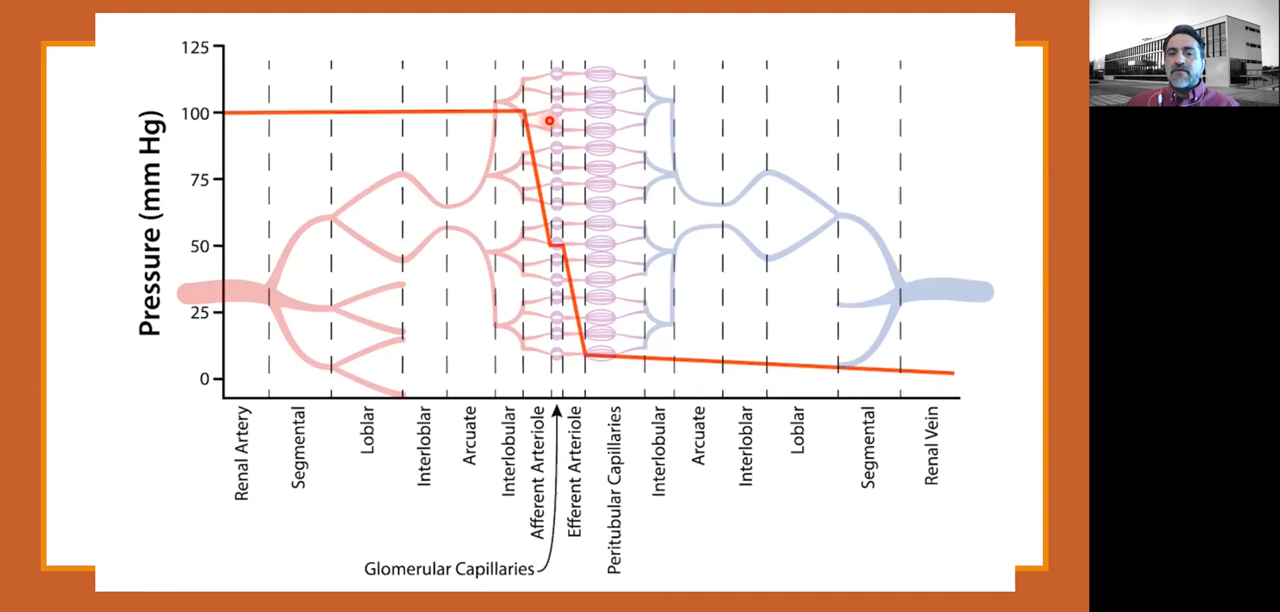 125
100
75
50
25
0
Pressure (mm Hg)
Renal Artery
Segmental
Loblar
Interloblar
Arcuate
Interlobular
Afferent Arteriole
Efferent Arteriole
Peritubular Capillaries
Interlobular
Arcuate
Interloblar
Loblar
Segmental
Renal Vein
Glomerular Capillaries